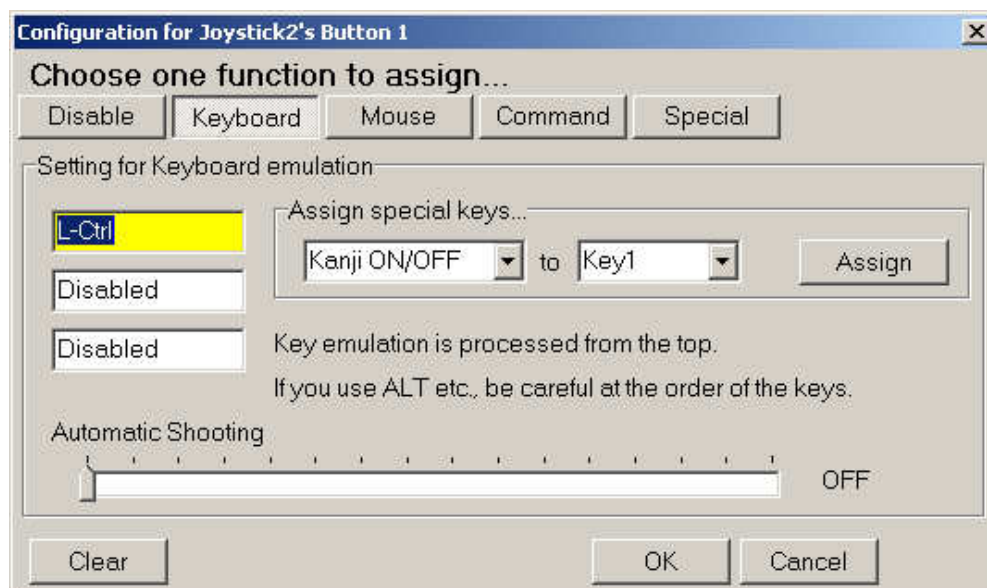 Configuration for Joystick2's Button 1
Choose one function to assign...
Disable Keyboard Mouse Command Special
Setting for Keyboard emulation
L-Ctrl
Assign special keys...
Kanji ON/OFF to Key1 Assign
Disabled
Disabled
Key emulation is processed from the top.
If you use ALT etc., be careful at the order of the keys.
Automatic Shooting
OFF
Clear OK Cancel